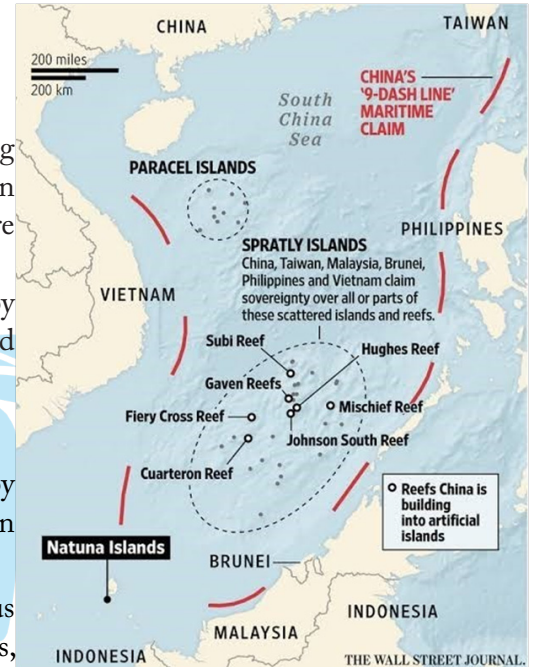 CHINA
TAIWAN
200 miles
200 km
CHINA'S
'9-DASH LINE'
MARITIME
CLAIM
South
China
Sea
PARACEL ISLANDS
PHILIPPINES
SPRATLY ISLANDS
China, Taiwan, Malaysia, Brunei,
Philippines and Vietnam claim
sovereignty over all or parts of
these scattered islands and reefs.
VIETNAM
Subi Reef
Hughes Reef
Gaven Reefs
Mischief Reef
Fiery Cross Reef
Johnson South Reef
Cuarteron Reef
Reefs China is
building
into artificial
islands
Natuna Islands
BRUNEI
INDONESIA
MALAYSIA
INDONESIA
THE WALL STREET JOURNAL.